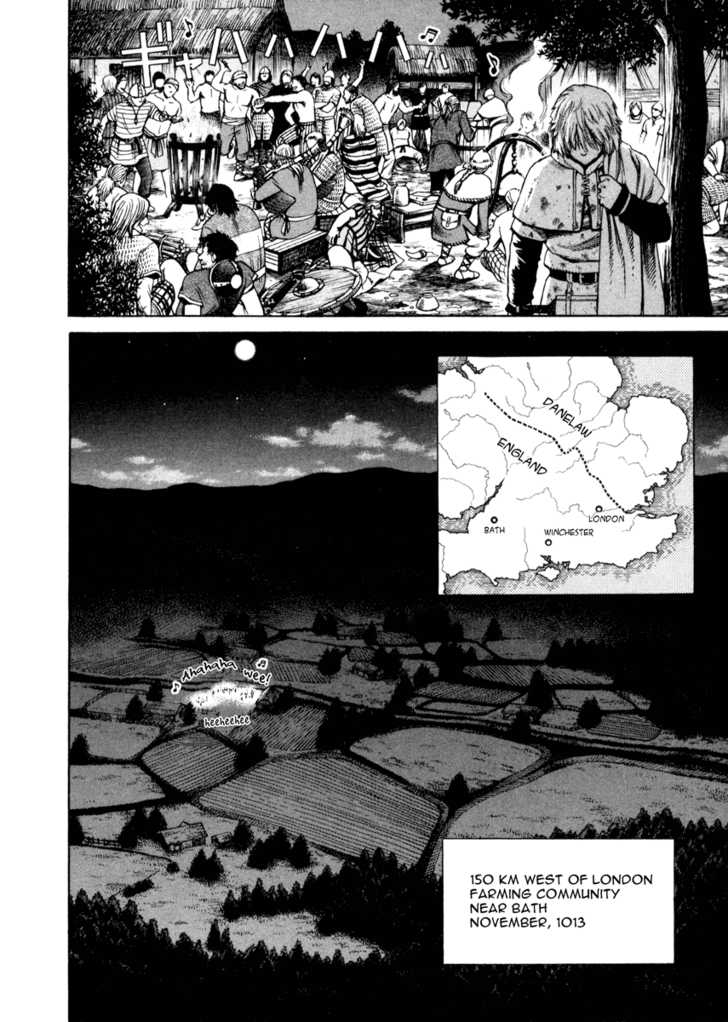 ギャハハハハハハ
DANELAW
ENGLAND
LONDON
BATH
WINCHESTER
Ahahaha wee!
heeheehee
150 KM WEST OF LONDON
FARMING COMMUNITY
NEAR BATH
NOVEMBER, 1013